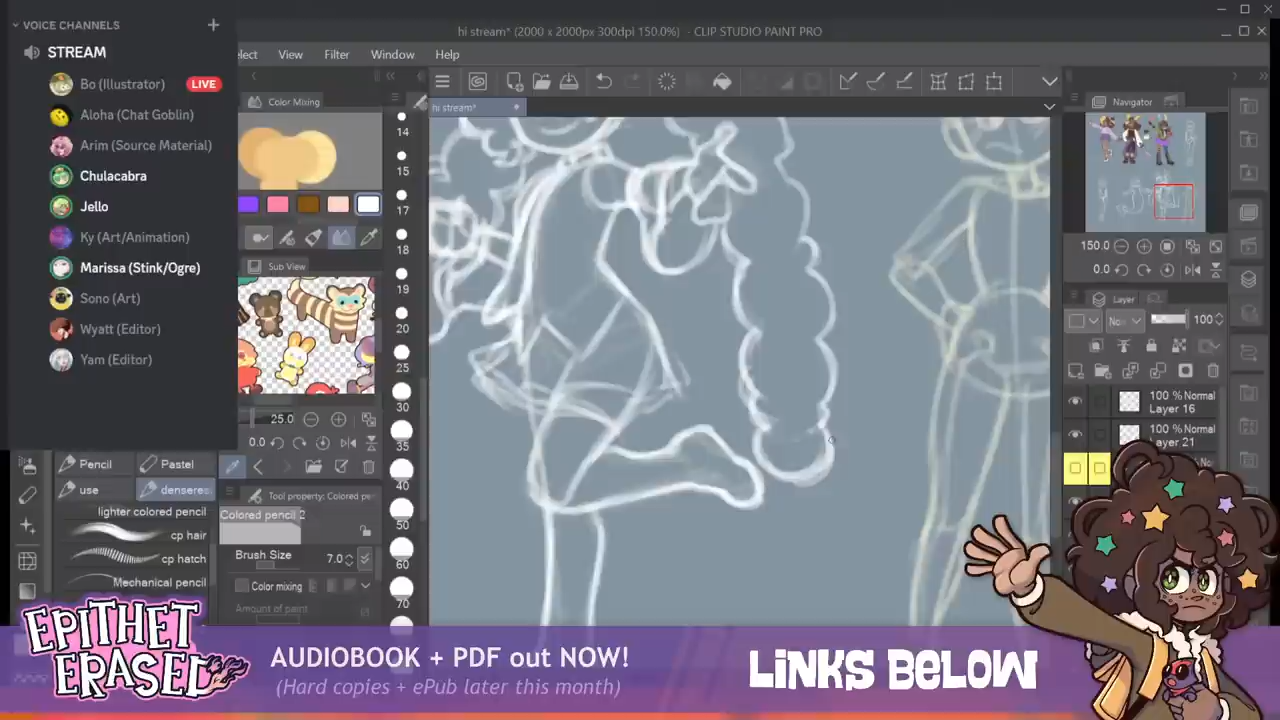 VOICE CHANNELS
STREAM
Bo (Illustrator) LIVE
Aloha (Chat Goblin)
Arim (Source Material)
Chulacabra
Jello
Ky (Art/Animation)
Marissa (Stink/Ogre)
Sono (Art)
Wyatt (Editor)
Yam (Editor)
hi stream* (2000 x 2000px 300dpi 150.0%) - CLIP STUDIO PAINT PRO
elect View Filter Window Help
Color Mixing
hi stream*
Navigator
14
15
17
18
19
20
25
30
35
40
50
60
70
150.0
0.0
Sub View
25.0
0.0
Layer
100
100 % Normal
Layer 16
100 % Normal
Layer 21
Pencil Pastel
use denseres
lighter colored pencil
cp hair
cp hatch
Mechanical pencil
Tool property: Colored per
Colored pencil 2
Brush Size 7.0
Color mixing
Amount of paint
EPITHET
ERASED
AUDIOBOOK + PDF out NOW!
(Hard copies + ePub later this month)
LINKS BELOW